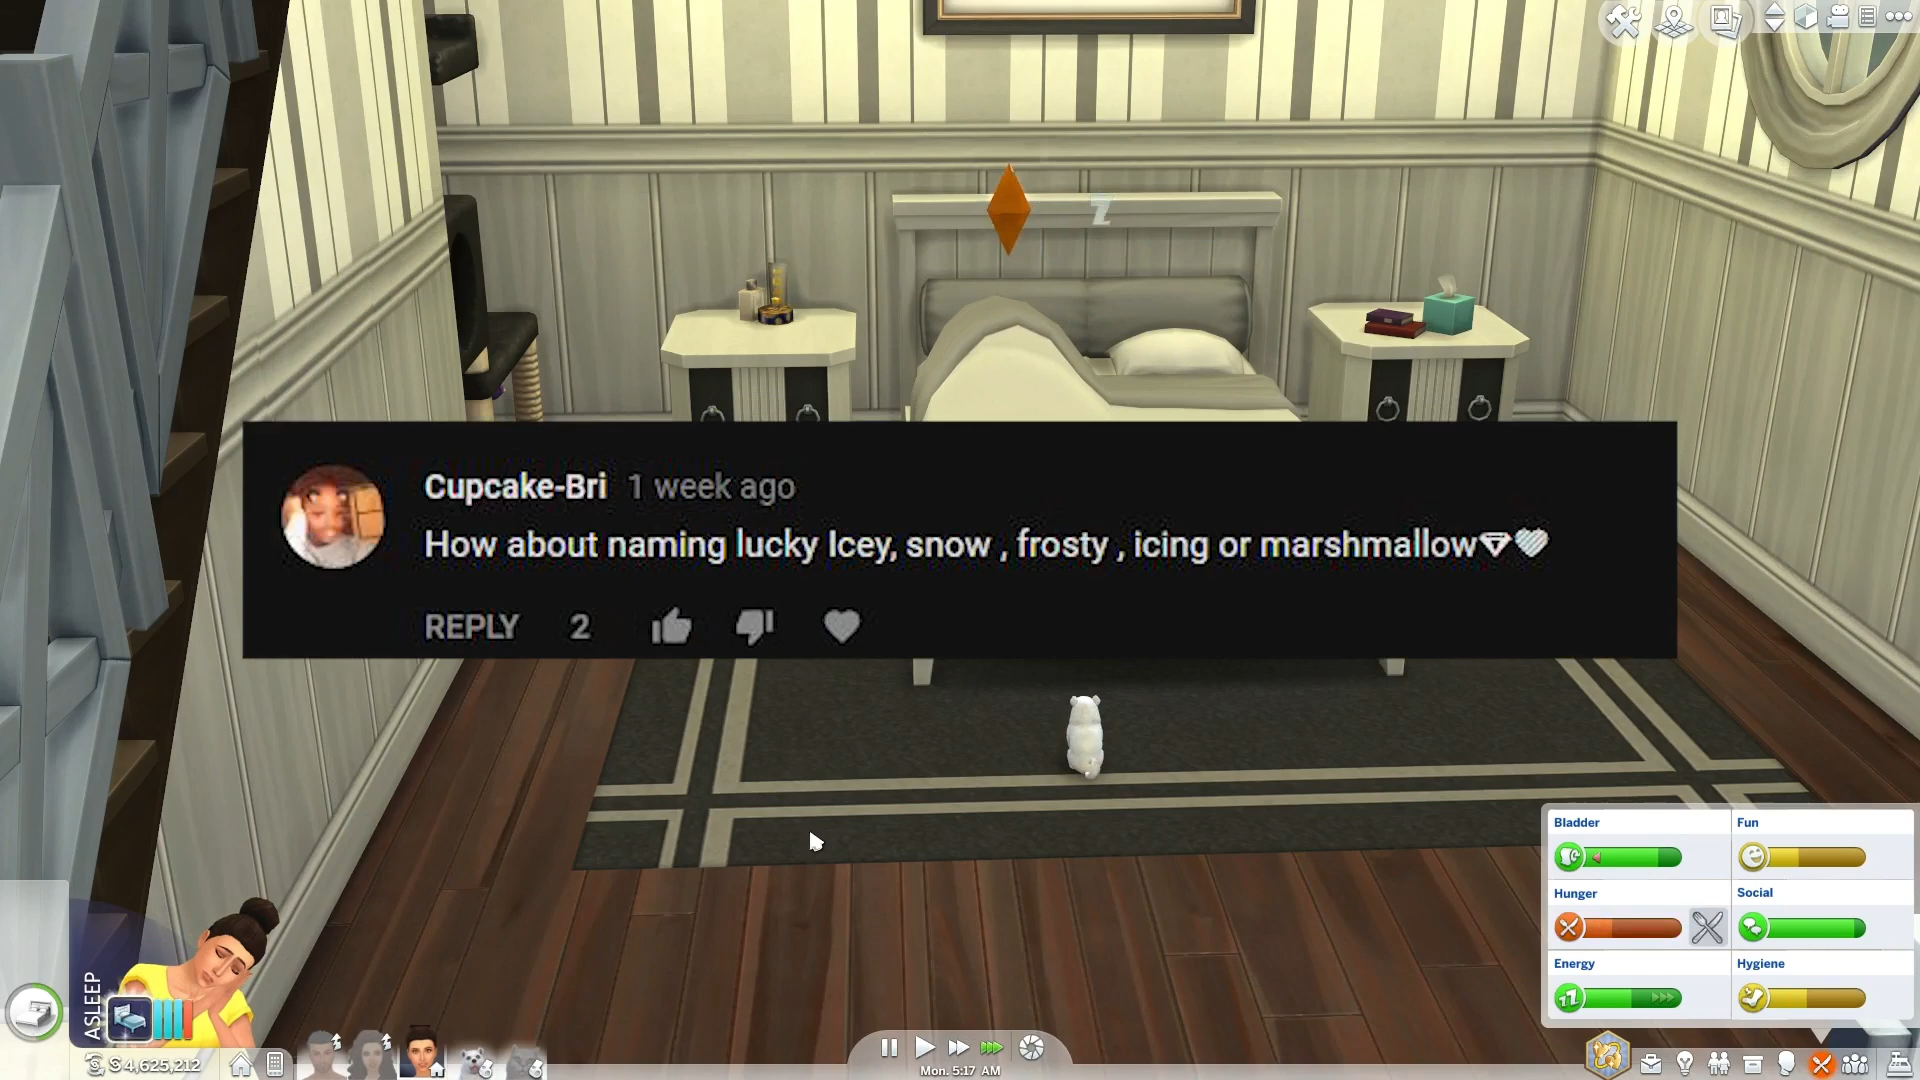 Z
Cupcake-Bri 1 week ago
How about naming lucky Icey, snow , frosty , icing or marshmallow
REPLY 2
Bladder
Fun
Hunger
Social
Energy
Hygiene
ASLEEP
§4,625,212
Mon. 5:17 AM